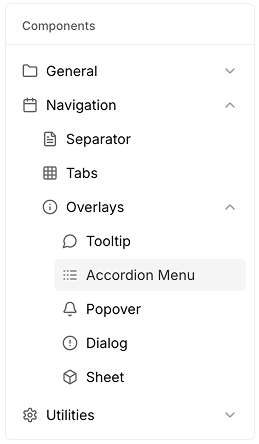 Components
General
Navigation
Separator
Tabs
Overlays
Tooltip
Accordion Menu
Popover
Dialog
Sheet
Utilities